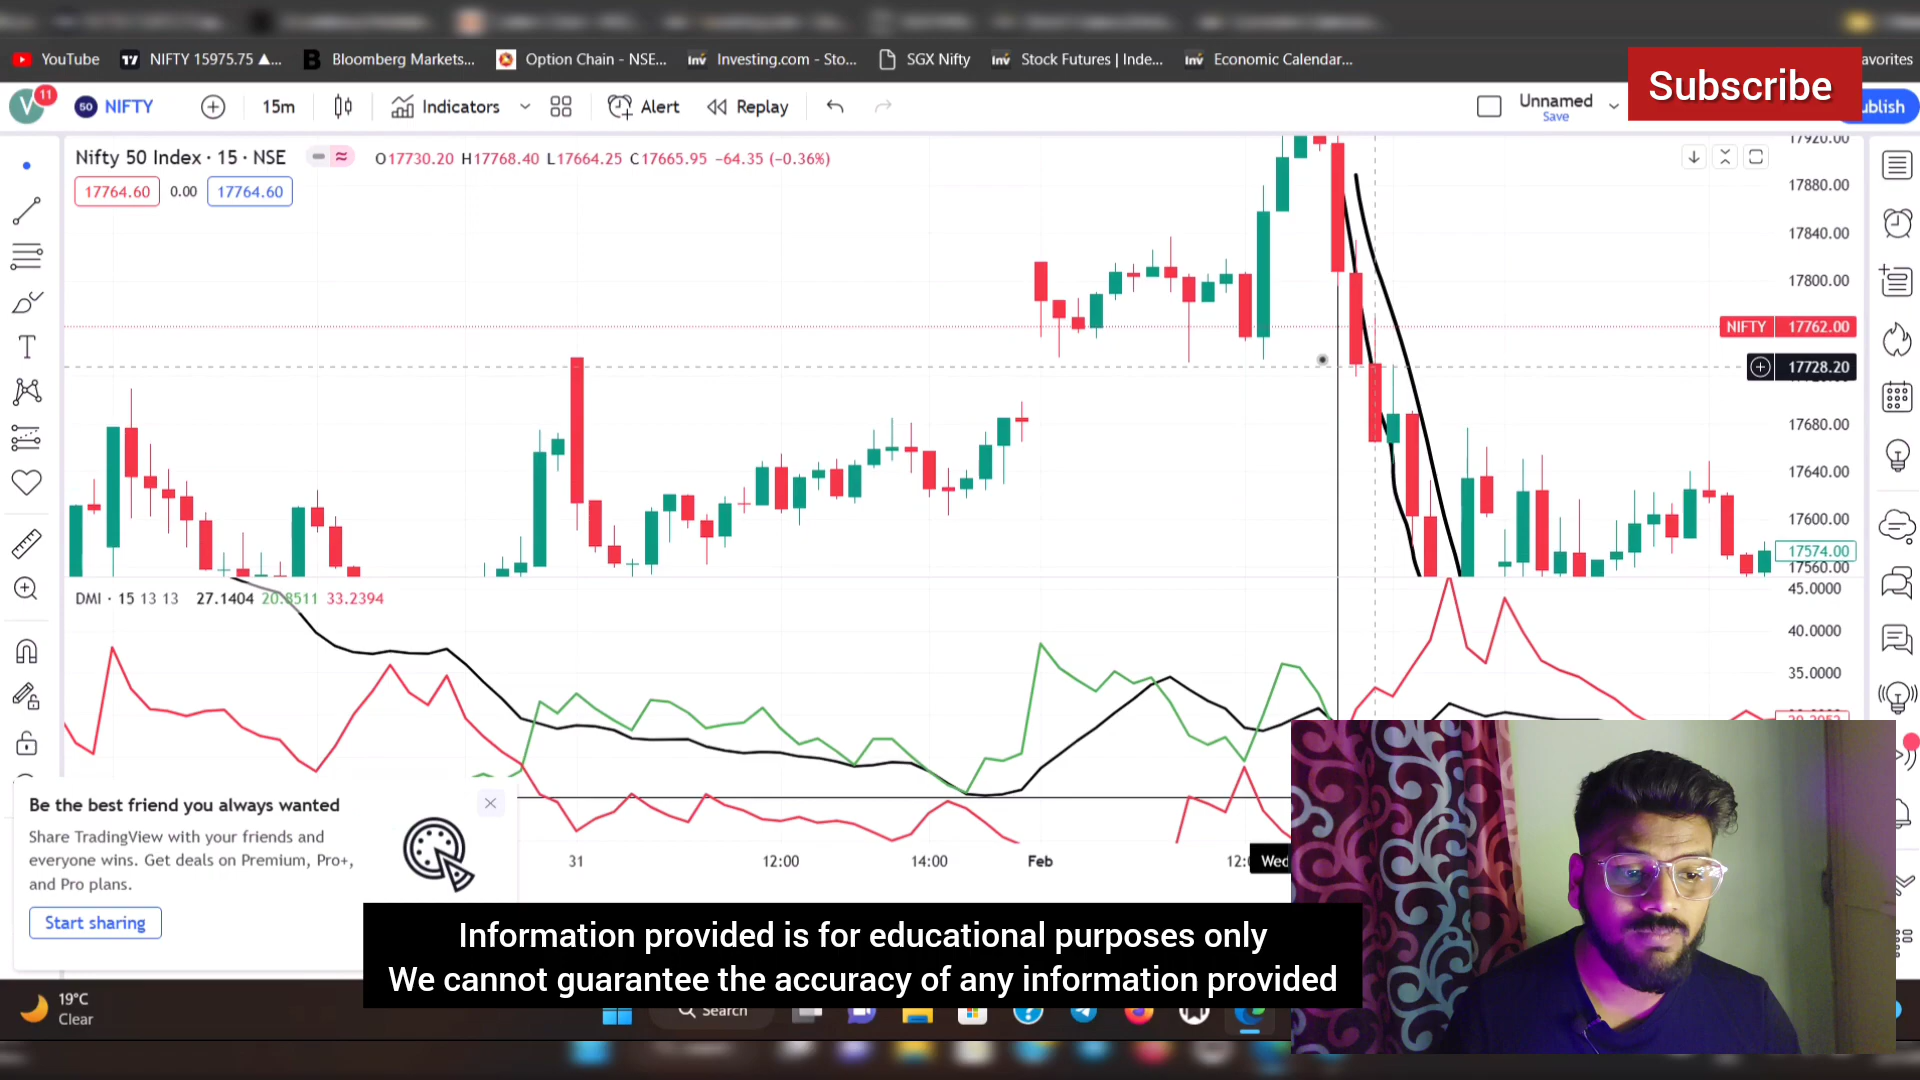 YouTube
NIFTY 15975.75 ▲...
Bloomberg Markets...
Option Chain - NSE...
Investing.com - Sto...
SGX Nifty
Stock Futures | Inde...
Economic Calendar...
avorites
Subscribe
V
11
50 NIFTY
15m
Indicators
Alert
Replay
Unnamed
Save
ublish
Nifty 50 Index · 15 · NSE
O17730.20 H17768.40 L17664.25 C17665.95 −64.35 (−0.36%)
17764.60
0.00
17764.60
17920.00
17880.00
17840.00
17800.00
NIFTY 17762.00
17728.20
17680.00
17640.00
17600.00
17574.00
17560.00
DMI · 15 13 13 27.1404 20.8511 33.2394
45.0000
40.0000
35.0000
Be the best friend you always wanted
Share TradingView with your friends and
everyone wins. Get deals on Premium, Pro+,
and Pro plans.
Start sharing
31
12:00
14:00
Feb
Wed
Information provided is for educational purposes only
We cannot guarantee the accuracy of any information provided
19°C
Clear
Search